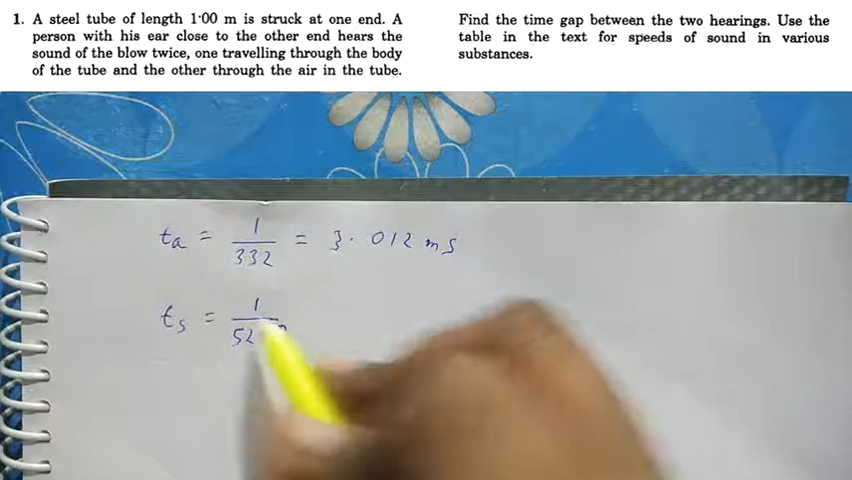 1. A steel tube of length 1·00 m is struck at one end. A
person with his ear close to the other end hears the
sound of the blow twice, one travelling through the body
of the tube and the other through the air in the tube.
Find the time gap between the two hearings. Use the
table in the text for speeds of sound in various
substances.
ta = 1/332 = 3.012 ms
ts = 1/52